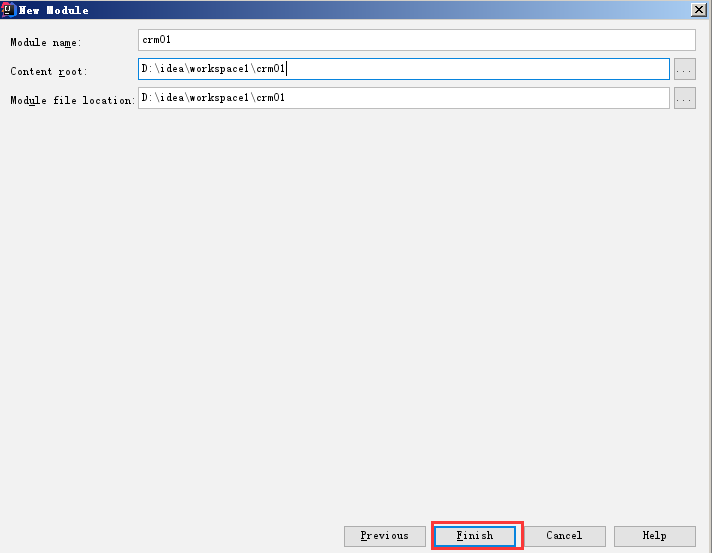 New Module
Module name: crm01
Content root: D:\idea\workspace1\crm01 ...
Module file location: D:\idea\workspace1\crm01 ...
Previous Finish Cancel Help